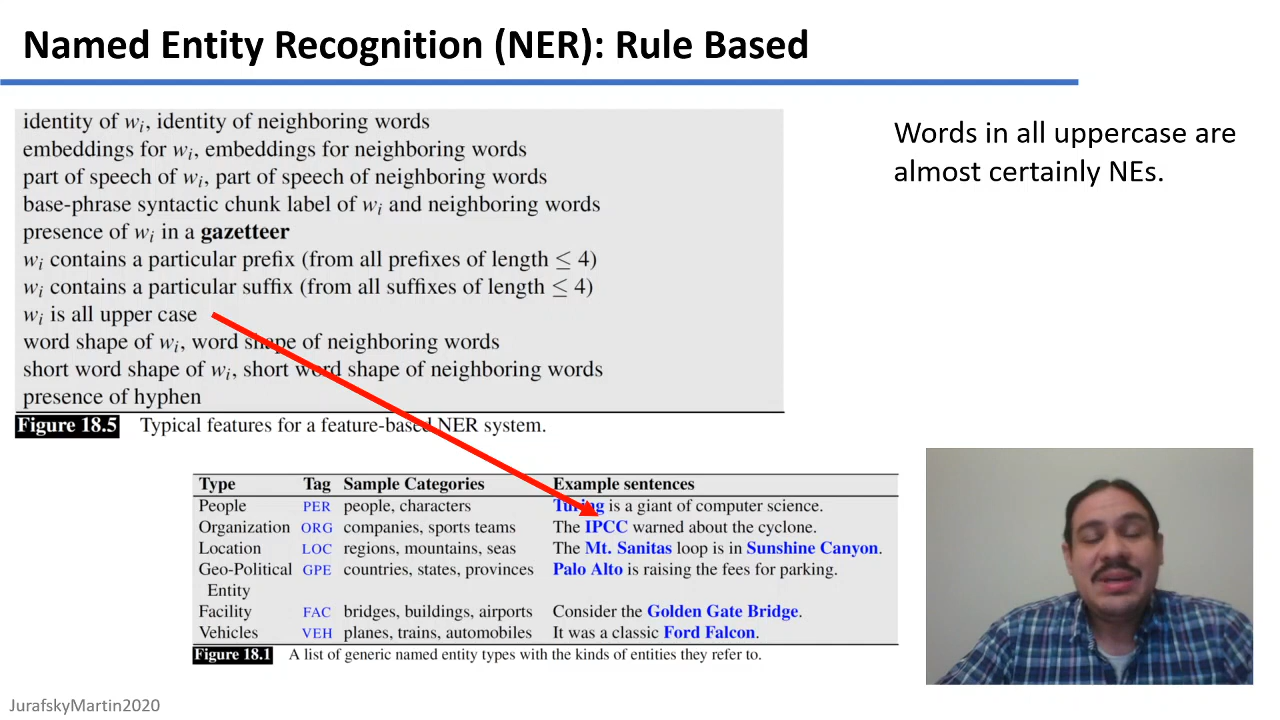 Named Entity Recognition (NER): Rule Based
identity of wi, identity of neighboring words
embeddings for wi, embeddings for neighboring words
part of speech of wi, part of speech of neighboring words
base-phrase syntactic chunk label of wi and neighboring words
presence of wi in a gazetteer
wi contains a particular prefix (from all prefixes of length ≤ 4)
wi contains a particular suffix (from all suffixes of length ≤ 4)
wi is all upper case
word shape of wi, word shape of neighboring words
short word shape of wi, short word shape of neighboring words
presence of hyphen
Figure 18.5 Typical features for a feature-based NER system.
Words in all uppercase are
almost certainly NEs.
Type Tag Sample Categories Example sentences
People PER people, characters Turing is a giant of computer science.
Organization ORG companies, sports teams The IPCC warned about the cyclone.
Location LOC regions, mountains, seas The Mt. Sanitas loop is in Sunshine Canyon.
Geo-Political GPE countries, states, provinces Palo Alto is raising the fees for parking.
Entity
Facility FAC bridges, buildings, airports Consider the Golden Gate Bridge.
Vehicles VEH planes, trains, automobiles It was a classic Ford Falcon.
Figure 18.1 A list of generic named entity types with the kinds of entities they refer to.
JurafskyMartin2020